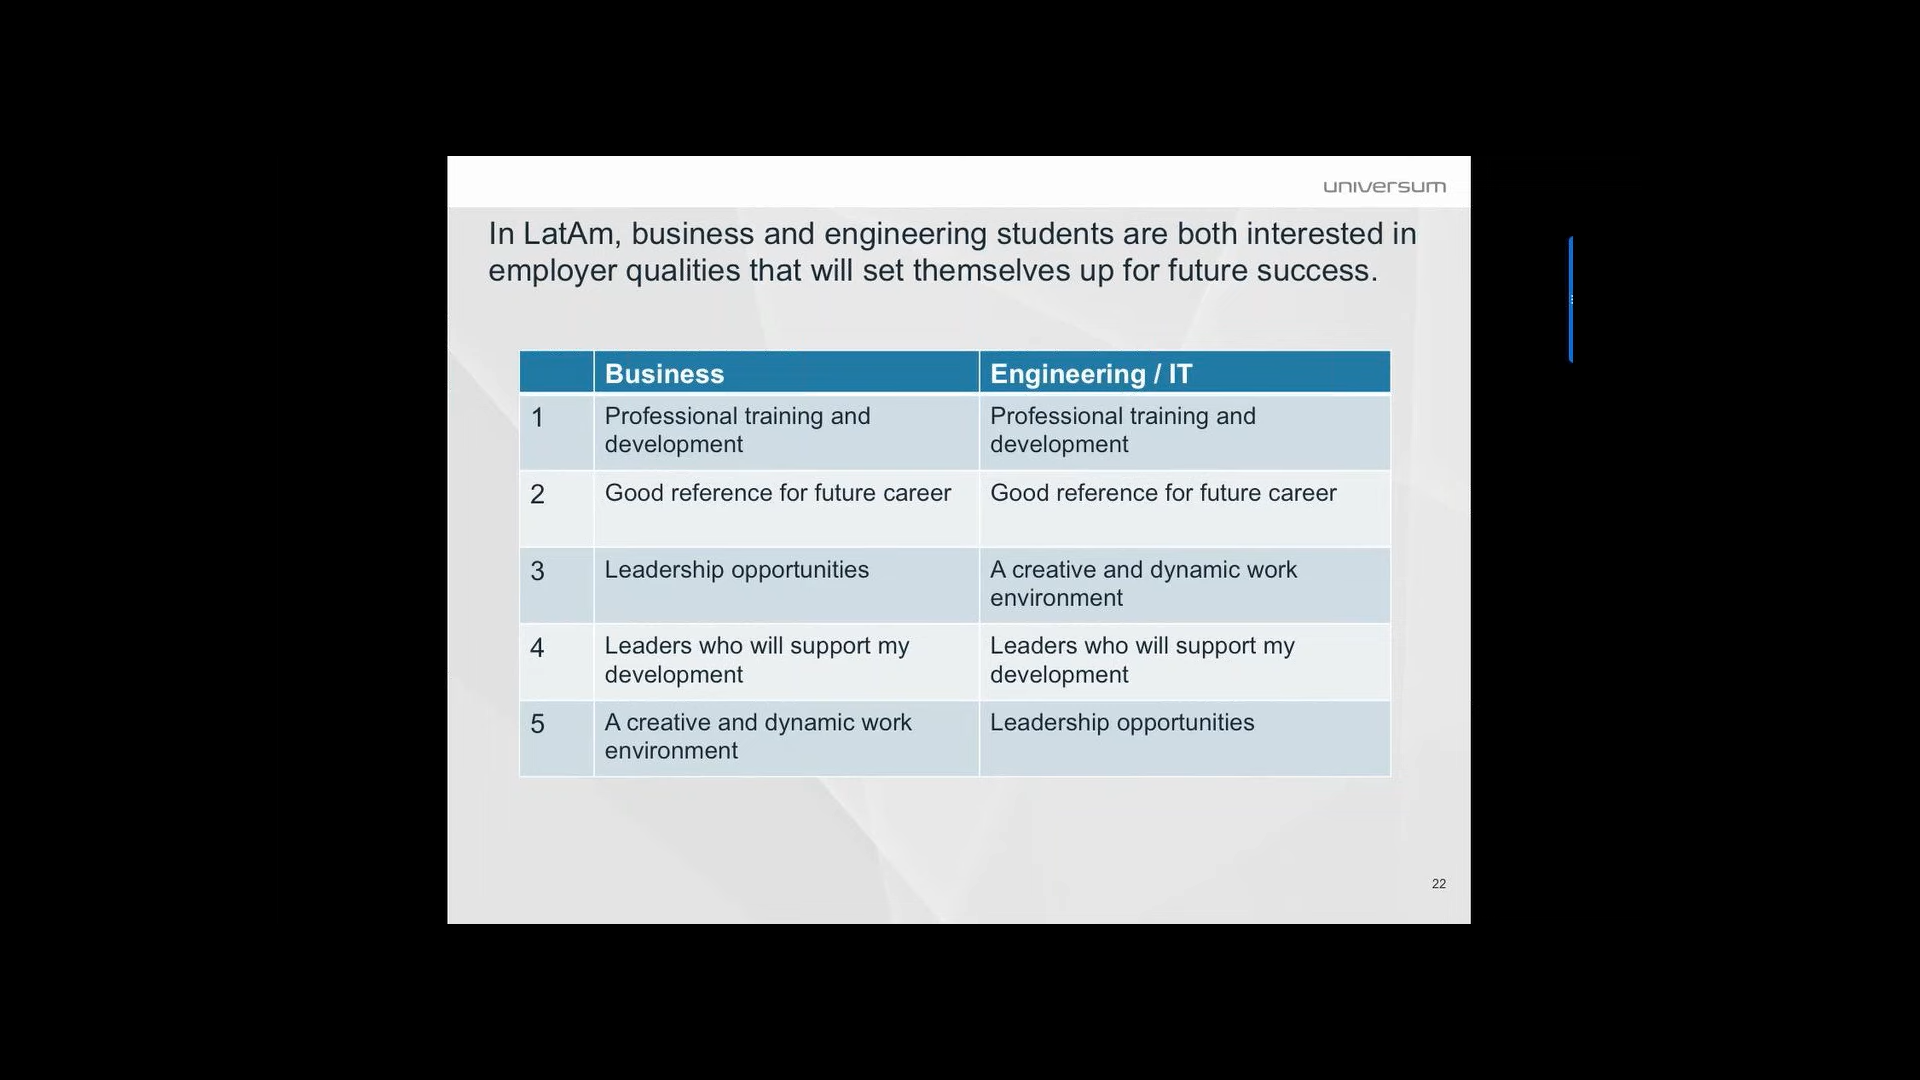 universum
In LatAm, business and engineering students are both interested in
employer qualities that will set themselves up for future success.
Business Engineering / IT
1 Professional training and Professional training and
development development
2 Good reference for future career Good reference for future career
3 Leadership opportunities A creative and dynamic work
environment
4 Leaders who will support my Leaders who will support my
development development
5 A creative and dynamic work Leadership opportunities
environment
22